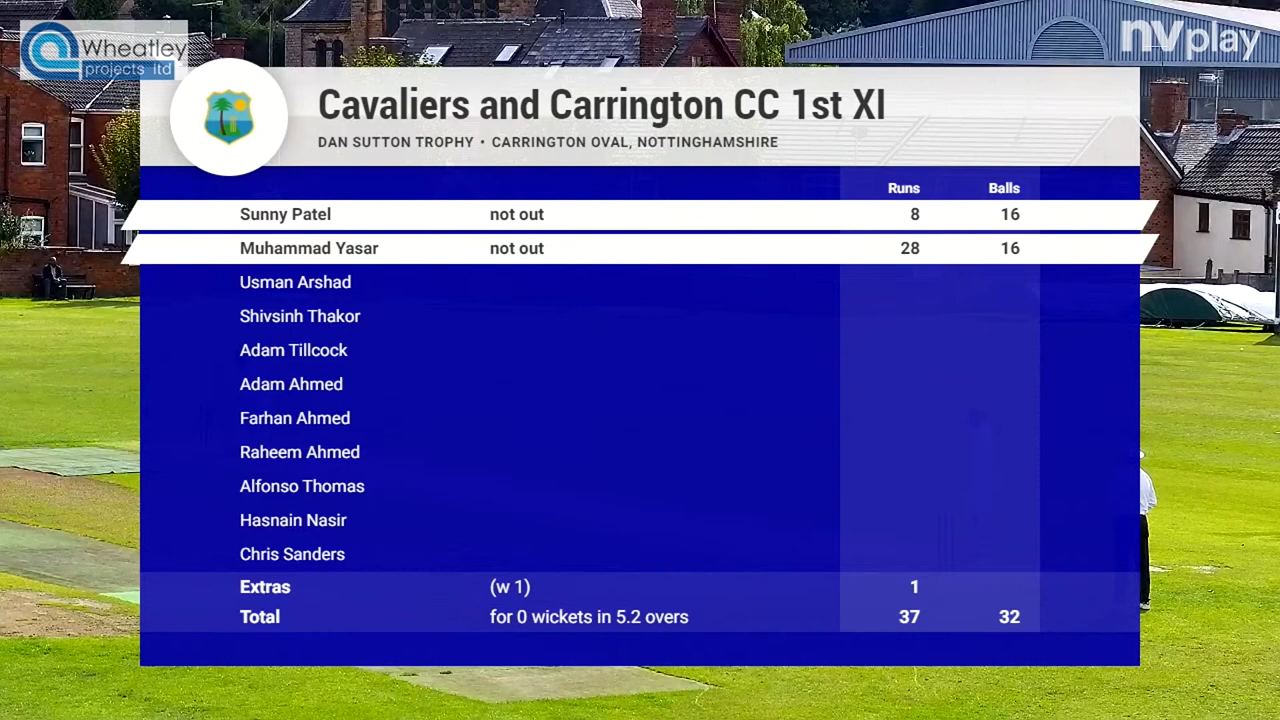 Wheatley
projects ltd
nvplay
Cavaliers and Carrington CC 1st XI
DAN SUTTON TROPHY • CARRINGTON OVAL, NOTTINGHAMSHIRE
Runs Balls
Sunny Patel not out 8 16
Muhammad Yasar not out 28 16
Usman Arshad
Shivsinh Thakor
Adam Tillcock
Adam Ahmed
Farhan Ahmed
Raheem Ahmed
Alfonso Thomas
Hasnain Nasir
Chris Sanders
Extras (w 1) 1
Total for 0 wickets in 5.2 overs 37 32